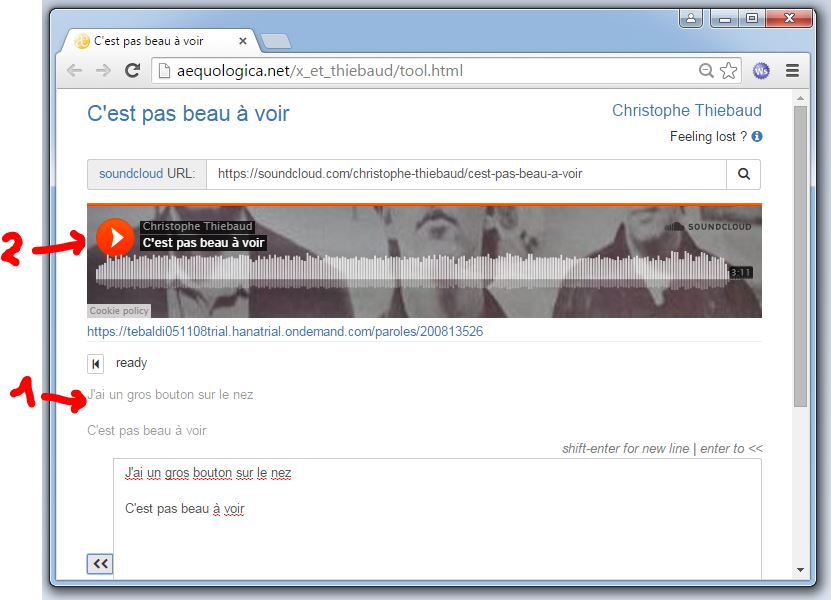 C'est pas beau à voir
aequologica.net/x_et_thiebaud/tool.html
Ws
C'est pas beau à voir
Christophe Thiebaud
Feeling lost ?
soundcloud URL:
https://soundcloud.com/christophe-thiebaud/cest-pas-beau-a-voir
2
Christophe Thiebaud
SOUNDCLOUD
C'est pas beau à voir
3:11
Cookie policy
https://tebaldi051108trial.hanatrial.ondemand.com/paroles/200813526
ready
1
J'ai un gros bouton sur le nez
C'est pas beau à voir
shift-enter for new line | enter to <<
J'ai un gros bouton sur le nez
C'est pas beau à voir
<<